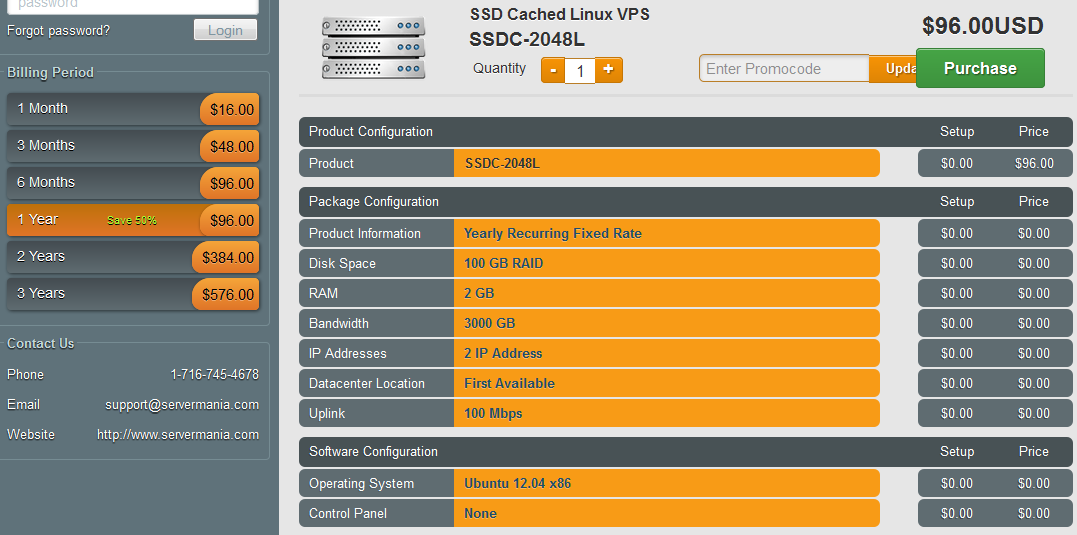 password
Forgot password? Login
Billing Period
1 Month $16.00
3 Months $48.00
6 Months $96.00
1 Year Save 50% $96.00
2 Years $384.00
3 Years $576.00
Contact Us
Phone 1-716-745-4678
Email support@servermania.com
Website http://www.servermania.com
SSD Cached Linux VPS
SSDC-2048L
$96.00USD
Quantity - 1 + Enter Promocode Upda Purchase
Product Configuration Setup Price
Product SSDC-2048L $0.00 $96.00
Package Configuration Setup Price
Product Information Yearly Recurring Fixed Rate $0.00 $0.00
Disk Space 100 GB RAID $0.00 $0.00
RAM 2 GB $0.00 $0.00
Bandwidth 3000 GB $0.00 $0.00
IP Addresses 2 IP Address $0.00 $0.00
Datacenter Location First Available $0.00 $0.00
Uplink 100 Mbps $0.00 $0.00
Software Configuration Setup Price
Operating System Ubuntu 12.04 x86 $0.00 $0.00
Control Panel None $0.00 $0.00